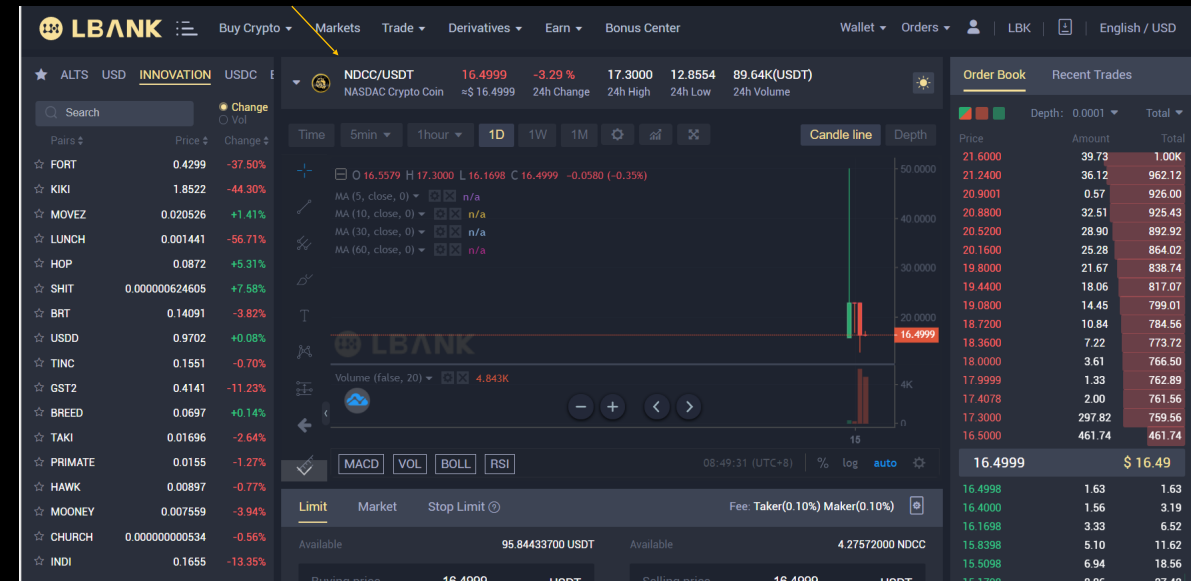 LBANK Buy Crypto Markets Trade Derivatives Earn Bonus Center Wallet Orders LBK English / USD
ALTS USD INNOVATION USDC
Search Change
Vol
Pairs Price Change
FORT 0.4299 -37.50%
KIKI 1.8522 -44.30%
MOVEZ 0.020526 +1.41%
LUNCH 0.001441 -56.71%
HOP 0.0872 +5.31%
SHIT 0.000000624605 +7.58%
BRT 0.14091 -3.82%
USDD 0.9702 +0.08%
TINC 0.1551 -0.70%
GST2 0.4141 -11.23%
BREED 0.0697 +0.14%
TAKI 0.01696 -2.64%
PRIMATE 0.0155 -1.27%
HAWK 0.00897 -0.77%
MOONEY 0.007559 -3.94%
CHURCH 0.000000000534 -0.56%
INDI 0.1655 -13.35%
NDCC/USDT 16.4999 -3.29 % 17.3000 12.8554 89.64K(USDT)
NASDAC Crypto Coin ≈$ 16.4999 24h Change 24h High 24h Low 24h Volume
Time 5min 1hour 1D 1W 1M Candle line Depth
O 16.5579 H 17.3000 L 16.1698 C 16.4999 -0.0580 (-0.35%)
MA (5, close, 0) n/a
MA (10, close, 0) n/a
MA (30, close, 0) n/a
MA (60, close, 0) n/a
50.0000
40.0000
30.0000
20.0000
16.4999
LBANK
Volume (false, 20) 4.843K
4K
0
15
MACD VOL BOLL RSI 08:49:31 (UTC+8) % log auto
Limit Market Stop Limit Fee: Taker(0.10%) Maker(0.10%)
Available 95.84433700 USDT Available 4.27572000 NDCC
Buying price 16.4999 USDT Selling price 16.4999 USDT
Order Book Recent Trades
Depth: 0.0001 Total
Price Amount Total
21.6000 39.73 1.00K
21.2400 36.12 962.12
20.9001 0.57 926.00
20.8800 32.51 925.43
20.5200 28.90 892.92
20.1600 25.28 864.02
19.8000 21.67 838.74
19.4400 18.06 817.07
19.0800 14.45 799.01
18.7200 10.84 784.56
18.3600 7.22 773.72
18.0000 3.61 766.50
17.9999 1.33 762.89
17.4078 2.00 761.56
17.3000 297.82 759.56
16.5000 461.74 461.74
16.4999 $ 16.49
16.4998 1.63 1.63
16.4000 1.56 3.19
16.1698 3.33 6.52
15.8398 5.10 11.62
15.5098 6.94 18.56